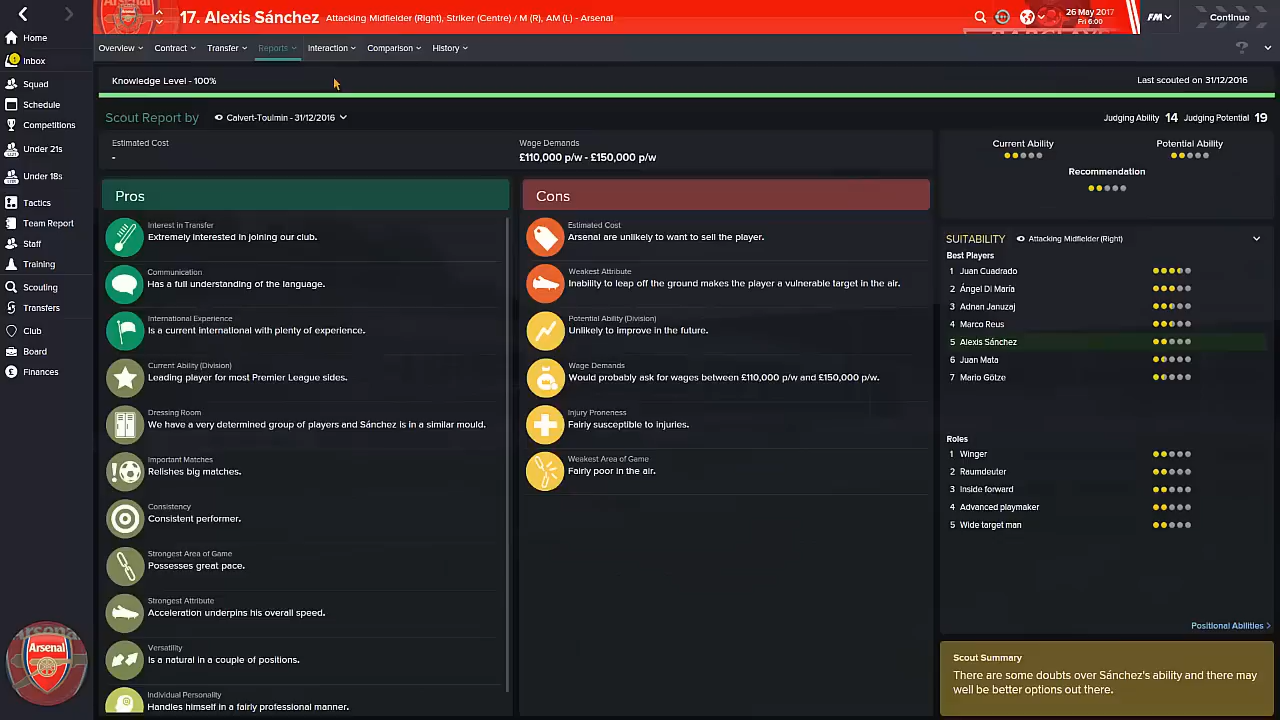 17. Alexis Sánchez Attacking Midfielder (Right), Striker (Centre) / M (R), AM (L) - Arsenal
26 May 2017
Fri 6:00
FM
Continue
Home
Inbox
Squad
Schedule
Competitions
Under 21s
Under 18s
Tactics
Team Report
Staff
Training
Scouting
Transfers
Club
Board
Finances
Arsenal
Overview Contract Transfer Reports Interaction Comparison History
Knowledge Level - 100%
Last scouted on 31/12/2016
Scout Report by Calvert-Toulmin - 31/12/2016
Judging Ability 14 Judging Potential 19
Estimated Cost
-
Wage Demands
£110,000 p/w - £150,000 p/w
Current Ability
Potential Ability
Recommendation
Pros
Interest in Transfer
Extremely interested in joining our club.
Communication
Has a full understanding of the language.
International Experience
Is a current international with plenty of experience.
Current Ability (Division)
Leading player for most Premier League sides.
Dressing Room
We have a very determined group of players and Sánchez is in a similar mould.
Important Matches
Relishes big matches.
Consistency
Consistent performer.
Strongest Area of Game
Possesses great pace.
Strongest Attribute
Acceleration underpins his overall speed.
Versatility
Is a natural in a couple of positions.
Individual Personality
Handles himself in a fairly professional manner.
Cons
Estimated Cost
Arsenal are unlikely to want to sell the player.
Weakest Attribute
Inability to leap off the ground makes the player a vulnerable target in the air.
Potential Ability (Division)
Unlikely to improve in the future.
Wage Demands
Would probably ask for wages between £110,000 p/w and £150,000 p/w.
Injury Proneness
Fairly susceptible to injuries.
Weakest Area of Game
Fairly poor in the air.
SUITABILITY Attacking Midfielder (Right)
Best Players
1 Juan Cuadrado
2 Ángel Di María
3 Adnan Januzaj
4 Marco Reus
5 Alexis Sánchez
6 Juan Mata
7 Mario Götze
Roles
1 Winger
2 Raumdeuter
3 Inside forward
4 Advanced playmaker
5 Wide target man
Positional Abilities >
Scout Summary
There are some doubts over Sánchez's ability and there may
well be better options out there.